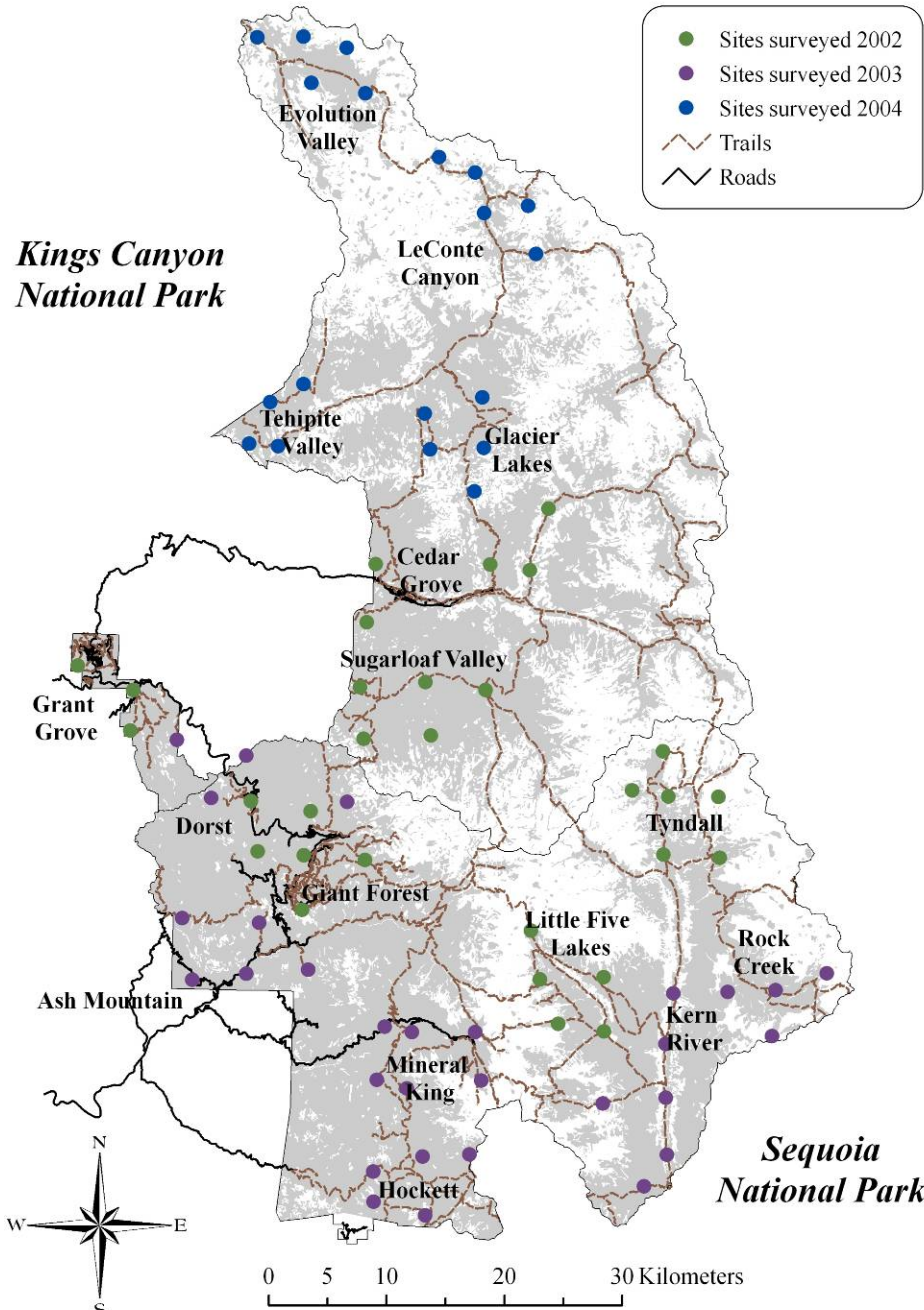 Sites surveyed 2002
Sites surveyed 2003
Sites surveyed 2004
Trails
Roads
Evolution
Valley
Kings Canyon
National Park
LeConte
Canyon
Tehipite
Valley
Glacier
Lakes
Cedar
Grove
Sugarloaf Valley
Grant
Grove
Dorst
Tyndall
Giant Forest
Little Five
Lakes
Rock
Creek
Ash Mountain
Kern
River
Mineral
King
Sequoia
National Park
Hockett
N
W E
S
0 5 10 20 30 Kilometers